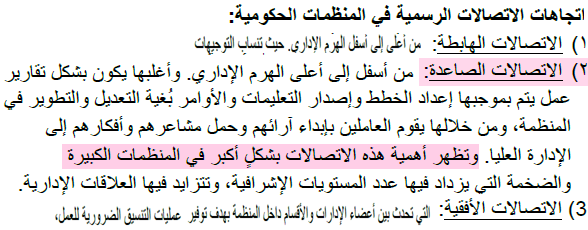 اتجاهات الاتصالات الرسمية في المنظمات الحكومية:
1) الاتصالات الهابطة: من أعلى إلى أسفل الهرم الإداري. حيث تنساب التوجيهات
2) الاتصالات الصاعدة: من أسفل إلى أعلى الهرم الإداري. وأغلبها يكون بشكل تقارير
عمل يتم بموجبها إعداد الخطط وإصدار التعليمات والأوامر بُغية التعديل والتطوير في
المنظمة، ومن خلالها يقوم العاملين بإبداء آرائهم وحمل مشاعرهم وأفكارهم إلى
الإدارة العليا. وتظهر أهمية هذه الاتصالات بشكلٍ أكبر في المنظمات الكبيرة
والضخمة التي يزداد فيها عدد المستويات الإشرافية، وتتزايد فيها العلاقات الإدارية.
3) الاتصالات الأفقية: التي تحدث بين أعضاء الإدارات والأقسام داخل المنظمة بهدف توفير عمليات التنسيق الضرورية للعمل،